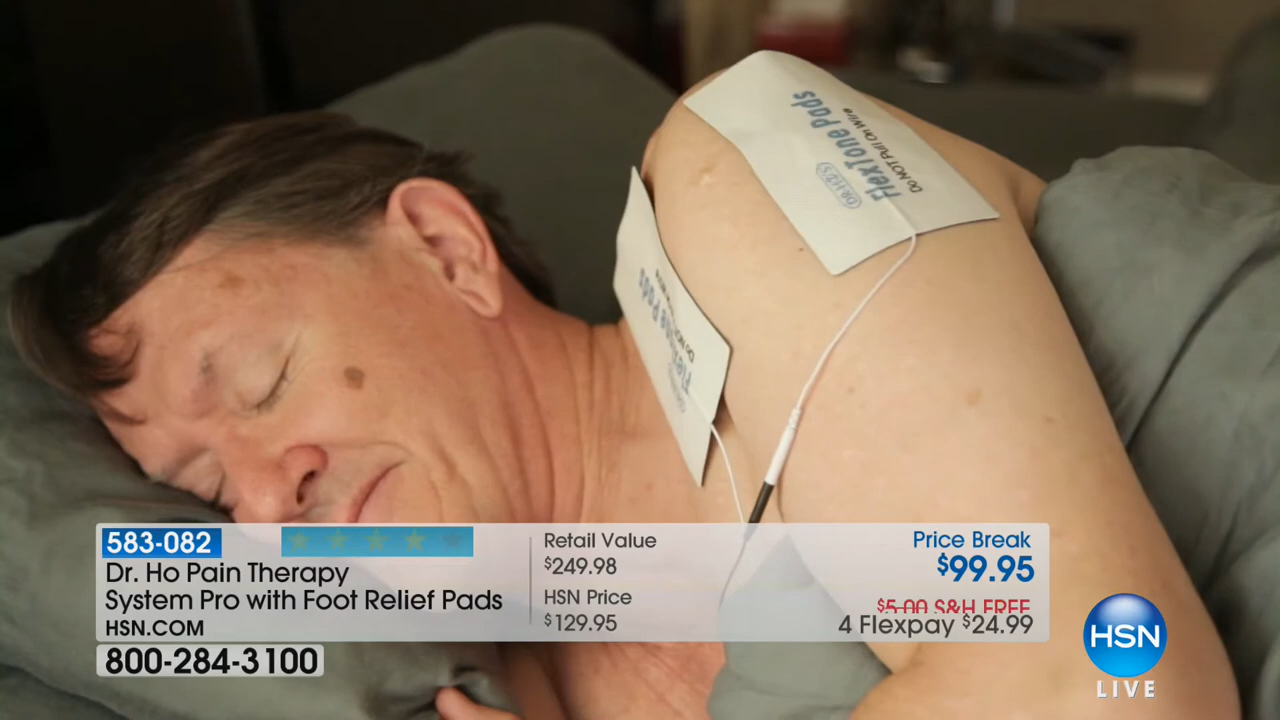 FlexTone Pads
Do NOT Pull On Wire
DR-HO'S
583-082
Dr. Ho Pain Therapy
System Pro with Foot Relief Pads
HSN.COM
800-284-3100
Retail Value
$249.98
HSN Price
$129.95
Price Break
$99.95
$5.00 S&H FREE
4 Flexpay $24.99
HSN
LIVE